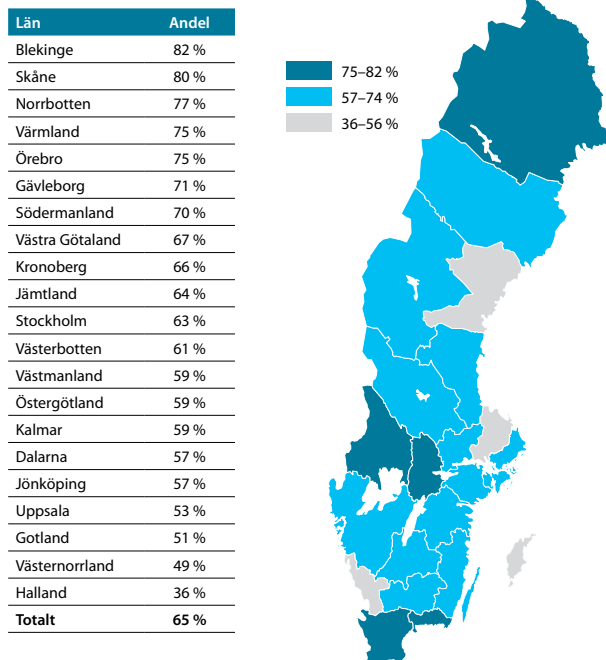 Län Andel
Blekinge 82 %
Skåne 80 %
Norrbotten 77 %
Värmland 75 %
Örebro 75 %
Gävleborg 71 %
Södermanland 70 %
Västra Götaland 67 %
Kronoberg 66 %
Jämtland 64 %
Stockholm 63 %
Västerbotten 61 %
Västmanland 59 %
Östergötland 59 %
Kalmar 59 %
Dalarna 57 %
Jönköping 57 %
Uppsala 53 %
Gotland 51 %
Västernorrland 49 %
Halland 36 %
Totalt 65 %
75–82 %
57–74 %
36–56 %